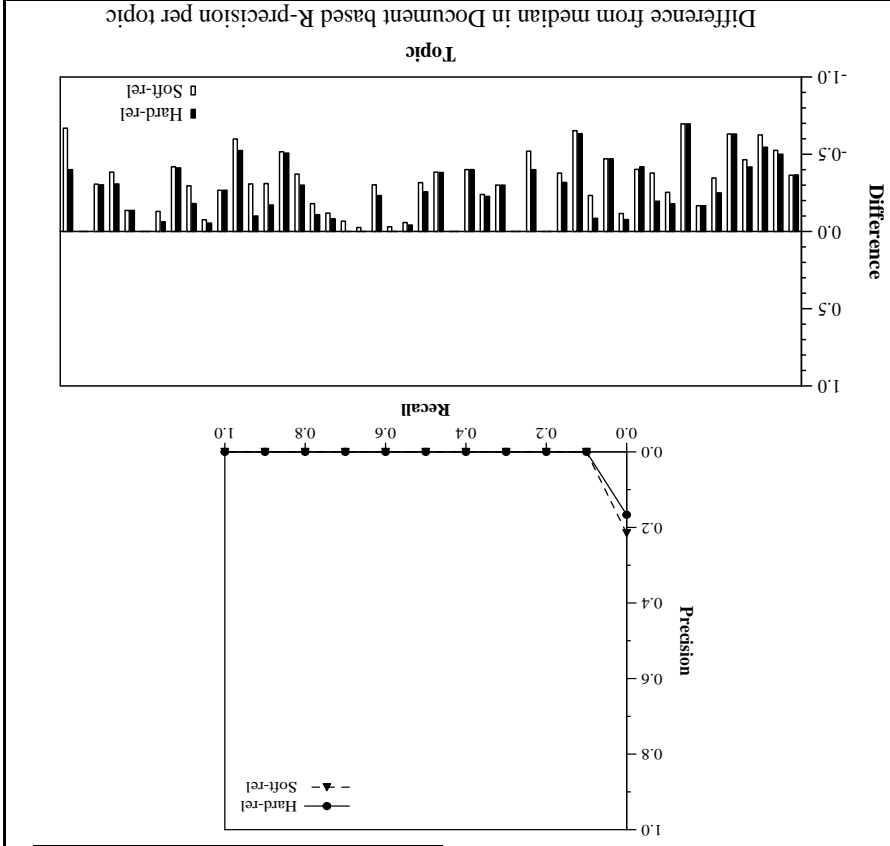 1.0
Hard-rel
Soft-rel
0.8
0.6
Precision
0.4
0.2
0.0
0.0 0.2 0.4 0.6 0.8 1.0
Recall
1.0
0.5
Difference
0.0
-0.5
Hard-rel
Soft-rel
-1.0
Topic
Difference from median in Document based R-precision per topic